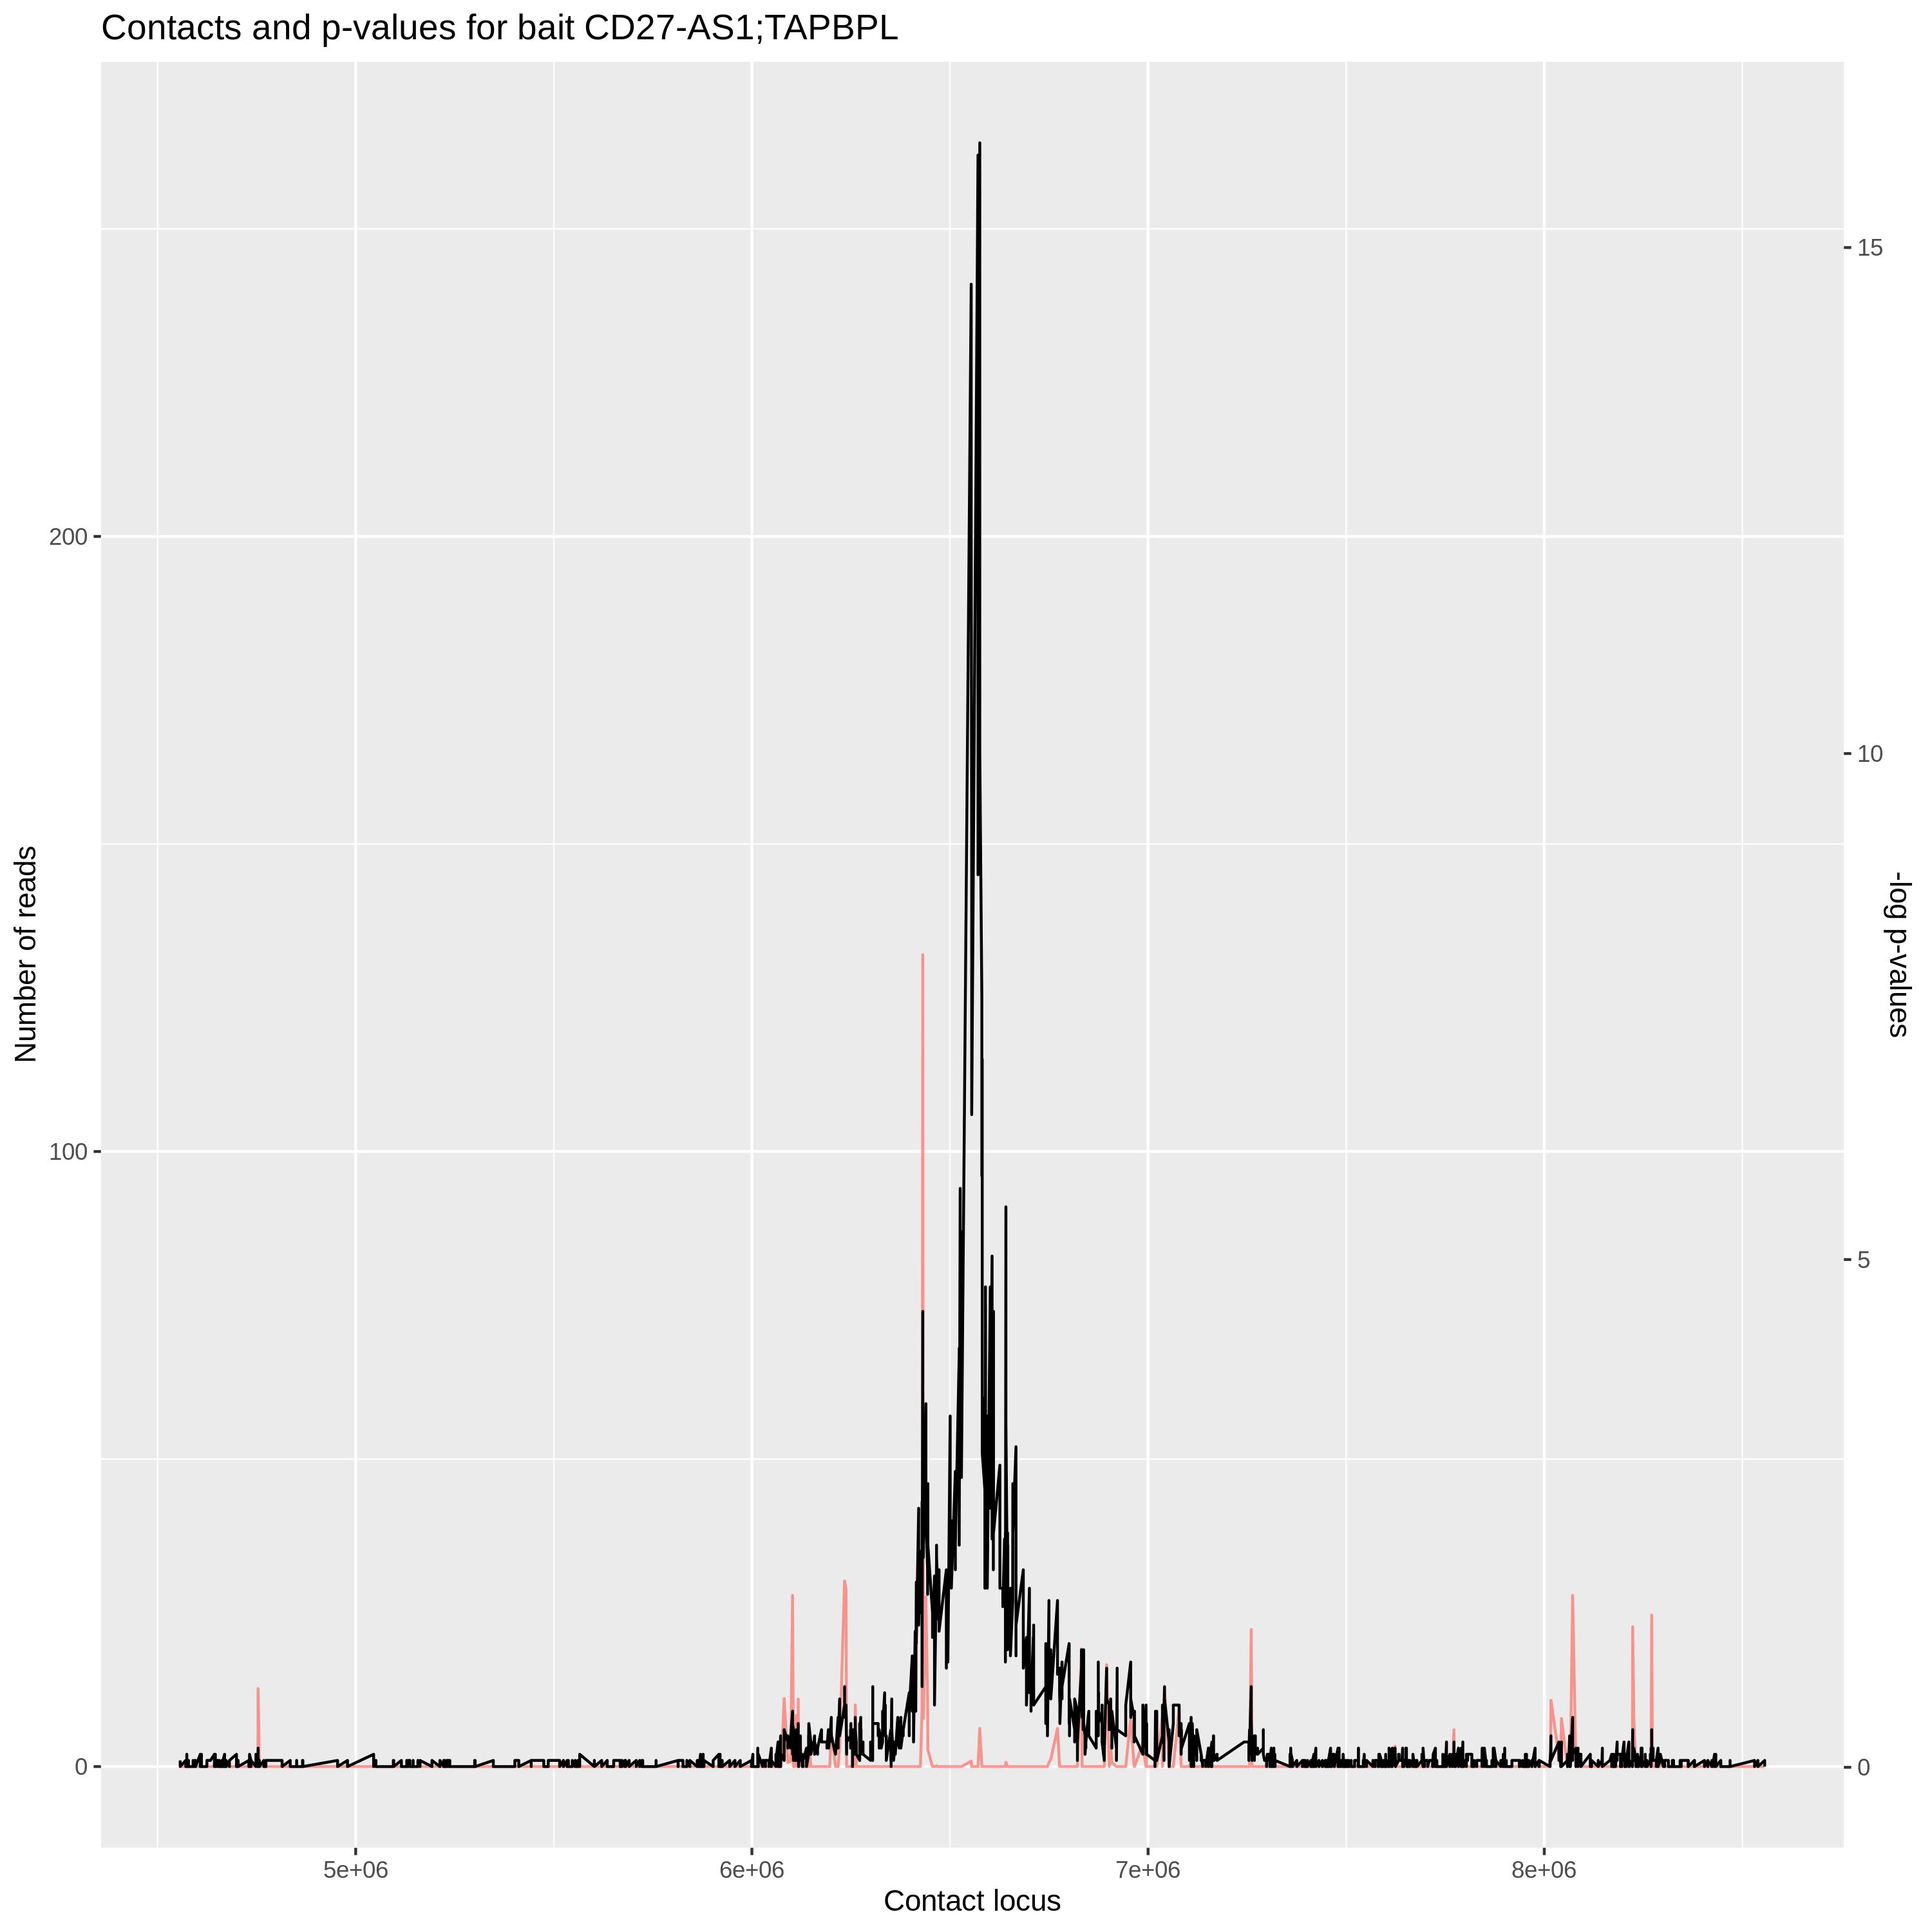 Contacts and p-values for bait CD27-AS1;TAPBPL
Number of reads
200
100
0
15
10
5
0
-log p-values
5e+06
6e+06
7e+06
8e+06
Contact locus